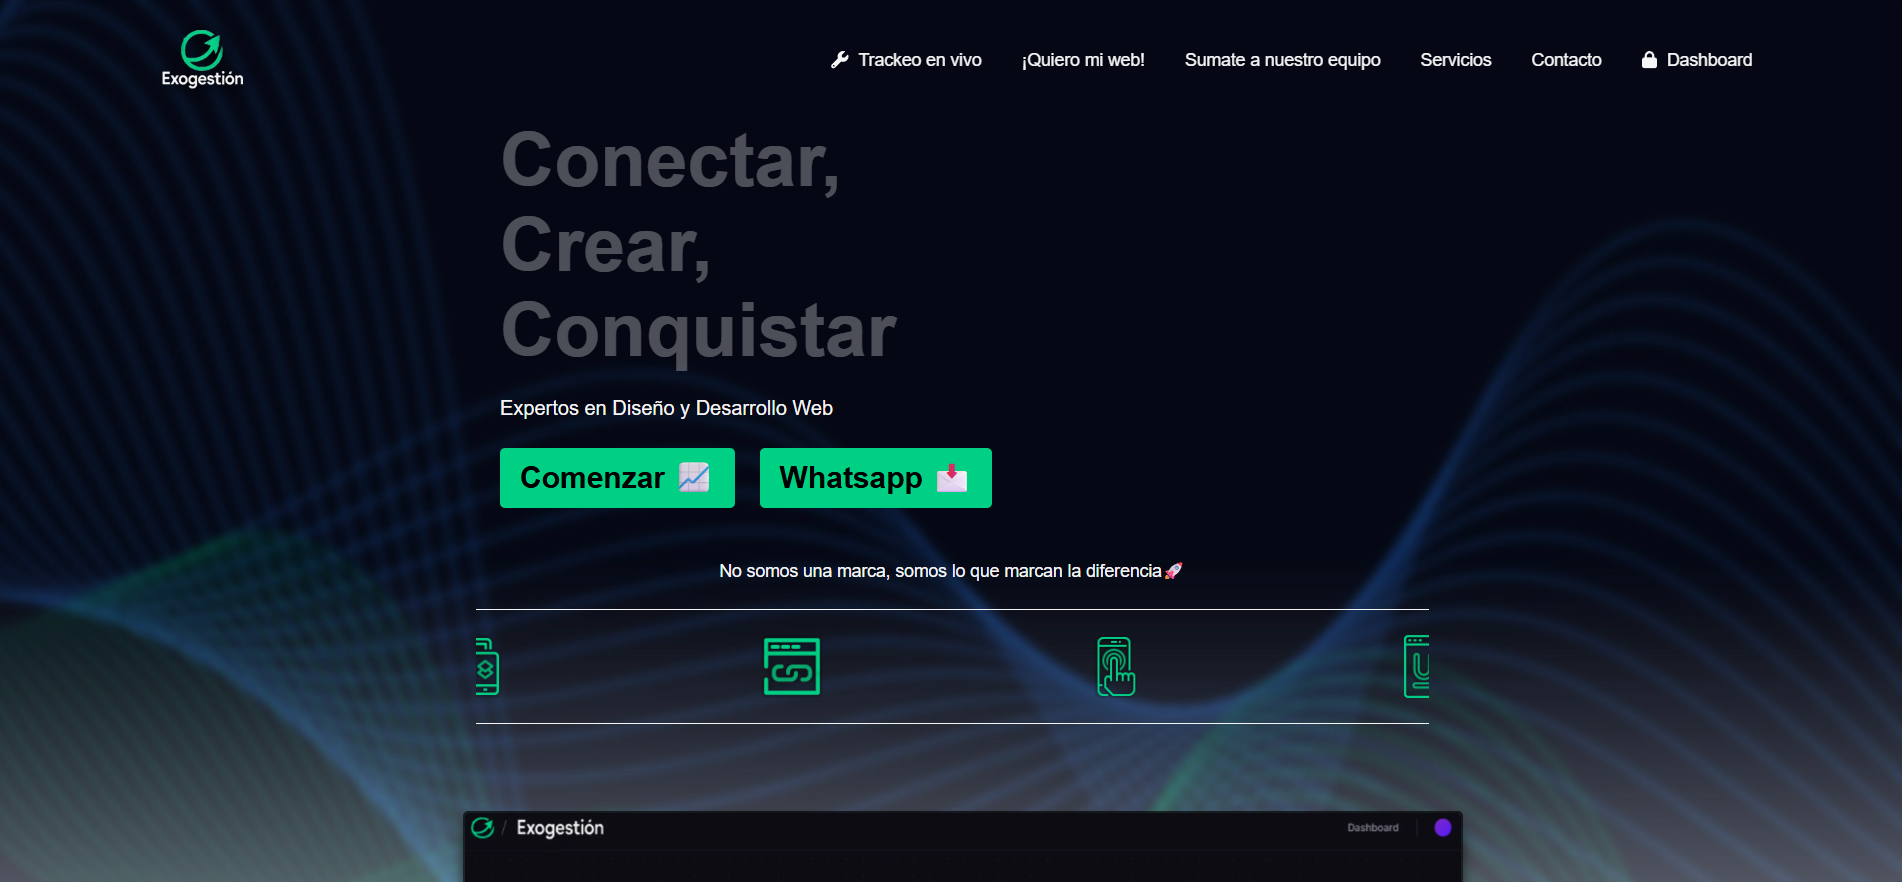 Exogestión
Trackeo en vivo
¡Quiero mi web!
Sumate a nuestro equipo
Servicios
Contacto
Dashboard
Conectar,
Crear,
Conquistar
Expertos en Diseño y Desarrollo Web
Comenzar 📈
Whatsapp 📩
No somos una marca, somos lo que marcan la diferencia🚀
/ Exogestión
Dashboard